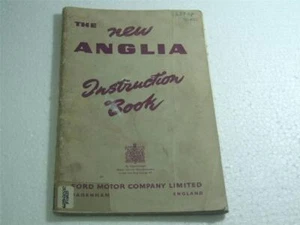 THE new
ANGLIA
Instruction
Book
FORD MOTOR COMPANY LIMITED
DAGENHAM ENGLAND